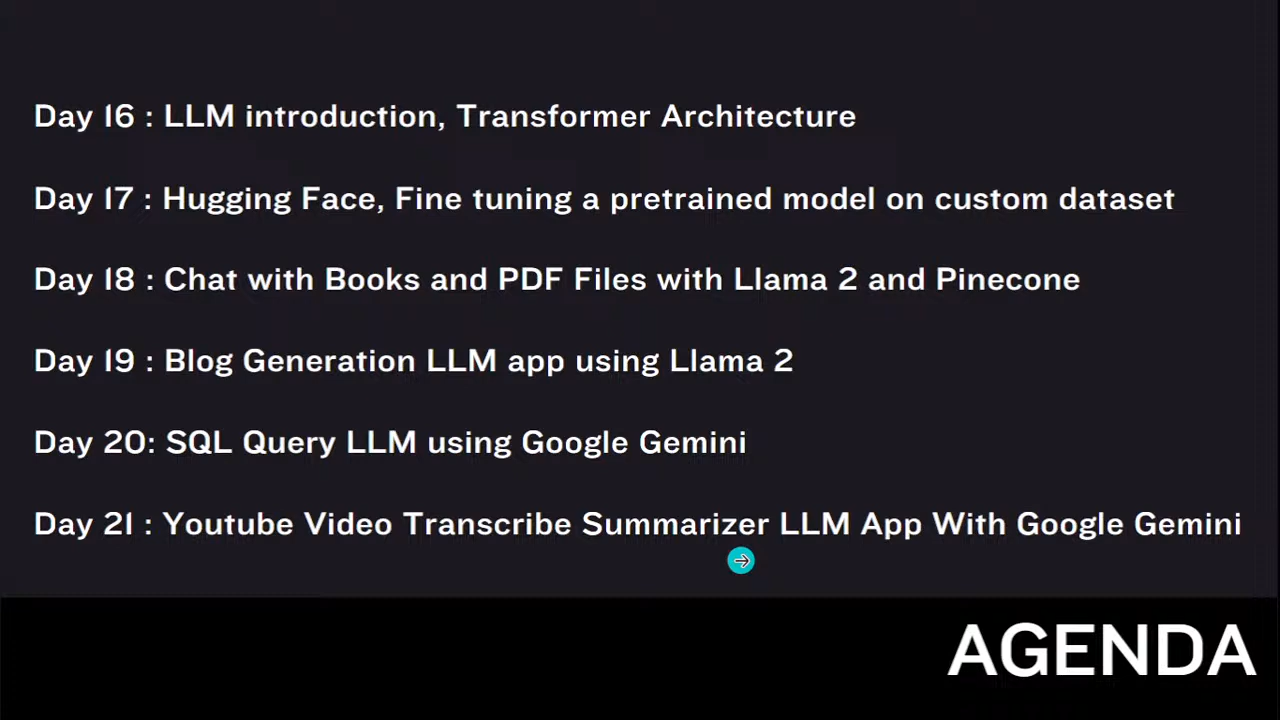 Day 16 : LLM introduction, Transformer Architecture
Day 17 : Hugging Face, Fine tuning a pretrained model on custom dataset
Day 18 : Chat with Books and PDF Files with Llama 2 and Pinecone
Day 19 : Blog Generation LLM app using Llama 2
Day 20: SQL Query LLM using Google Gemini
Day 21 : Youtube Video Transcribe Summarizer LLM App With Google Gemini
AGENDA